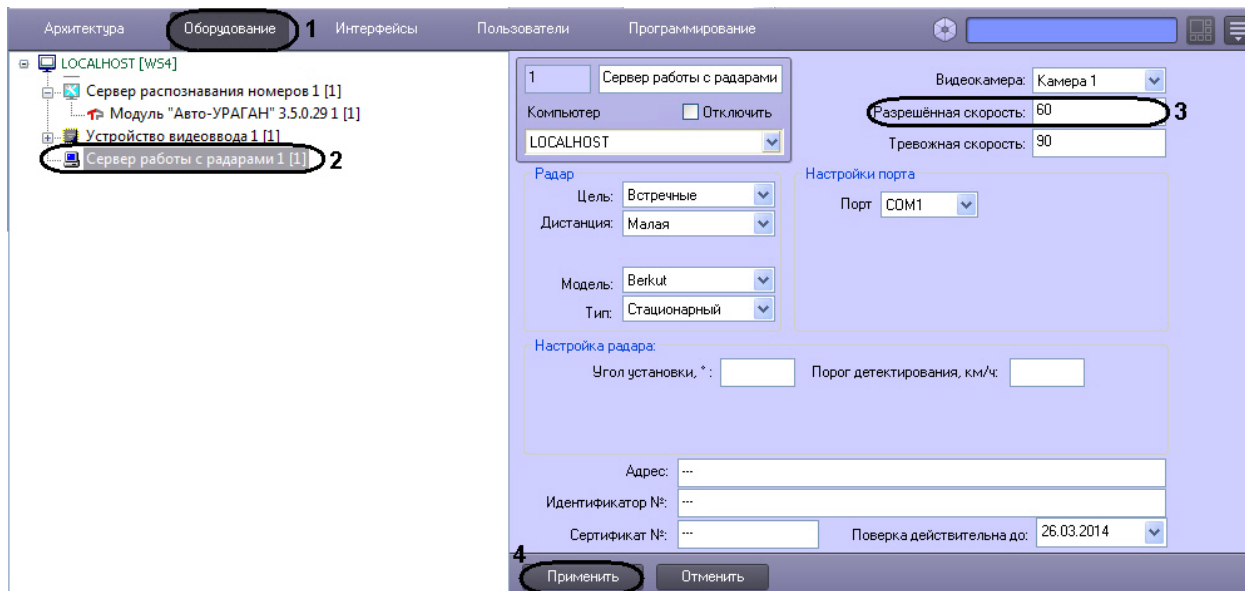 Архитектура Оборудование 1 Интерфейсы Пользователи Программирование
LOCALHOST [WS4]
Сервер распознавания номеров 1 [1]
Модуль "Авто-УРАГАН" 3.5.0.29 1 [1]
Устройство видеоввода 1 [1]
Сервер работы с радарами 1 [1] 2
1 Сервер работы с радарами
Компьютер Отключить
LOCALHOST
Видеокамера: Камера 1
Разрешённая скорость: 60 3
Тревожная скорость: 90
Радар
Цель: Встречные
Дистанция: Малая
Модель: Berkut
Тип: Стационарный
Настройки порта
Порт COM1
Настройка радара:
Угол установки, ° : Порог детектирования, км/ч:
Адрес: ---
Идентификатор №: ---
Сертификат №: --- Поверка действительна до: 26.03.2014
4
Применить Отменить